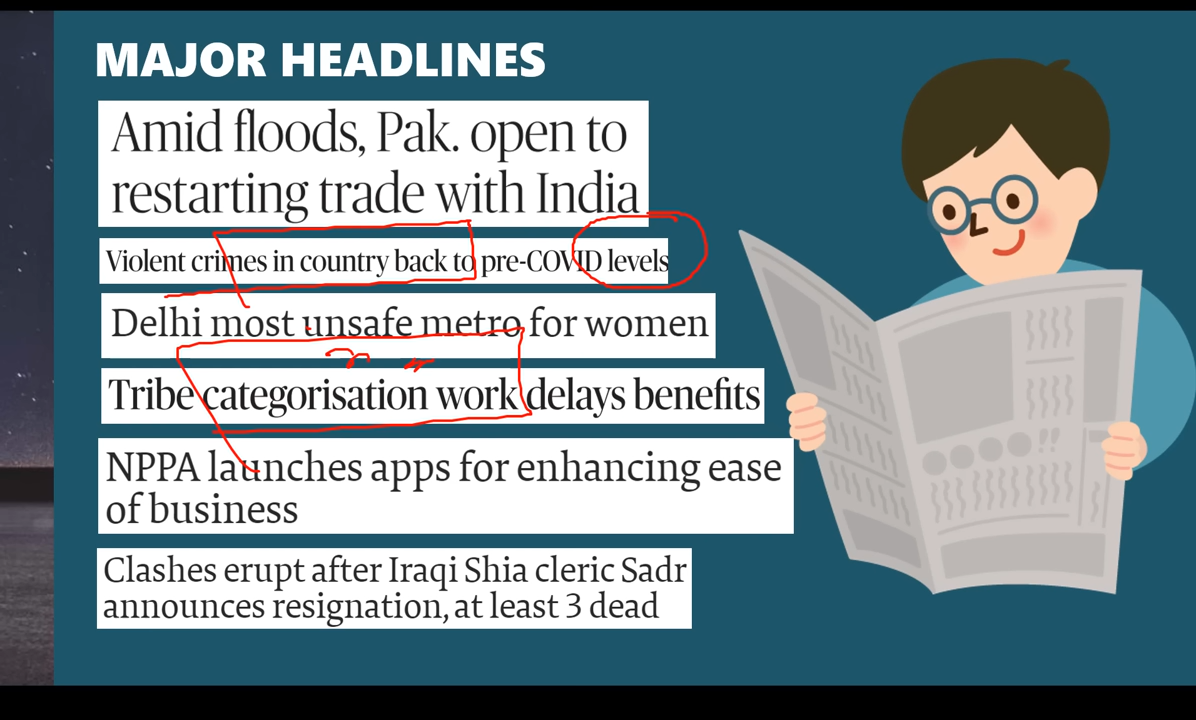 MAJOR HEADLINES
Amid floods, Pak. open to
restarting trade with India
Violent crimes in country back to pre-COVID levels
Delhi most unsafe metro for women
Tribe categorisation work delays benefits
NPPA launches apps for enhancing ease
of business
Clashes erupt after Iraqi Shia cleric Sadr
announces resignation, at least 3 dead